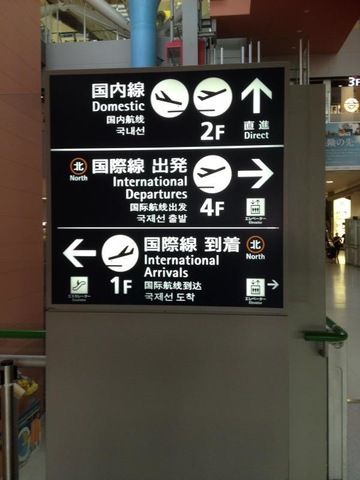 国内線
Domestic
国内航线
국내선
2F
直進
Direct
北
North
国際線 出発
International
Departures
国际航线出发
국제선 출발
4F
エレベーター
Elevator
国際線 到着
International
Arrivals
国际航线到达
국제선 도착
1F
北
North
エスカレーター
Escalator
エレベーター
Elevator
3F